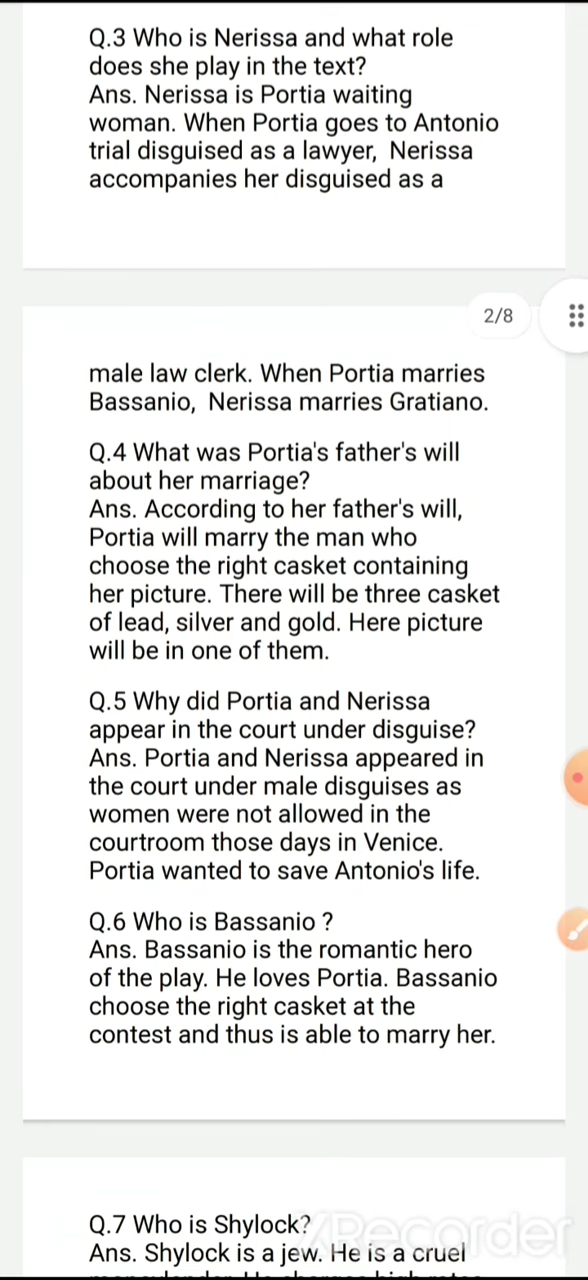 Q.3 Who is Nerissa and what role
does she play in the text?
Ans. Nerissa is Portia waiting
woman. When Portia goes to Antonio
trial disguised as a lawyer, Nerissa
accompanies her disguised as a
2/8
male law clerk. When Portia marries
Bassanio, Nerissa marries Gratiano.
Q.4 What was Portia's father's will
about her marriage?
Ans. According to her father's will,
Portia will marry the man who
choose the right casket containing
her picture. There will be three casket
of lead, silver and gold. Here picture
will be in one of them.
Q.5 Why did Portia and Nerissa
appear in the court under disguise?
Ans. Portia and Nerissa appeared in
the court under male disguises as
women were not allowed in the
courtroom those days in Venice.
Portia wanted to save Antonio's life.
Q.6 Who is Bassanio ?
Ans. Bassanio is the romantic hero
of the play. He loves Portia. Bassanio
choose the right casket at the
contest and thus is able to marry her.
Q.7 Who is Shylock?
XRecorder
Ans. Shylock is a jew. He is a cruel